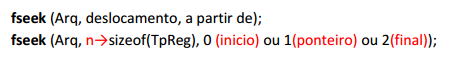 fseek (Arq, deslocamento, a partir de);
fseek (Arq, n→sizeof(TpReg), 0 (inicio) ou 1(ponteiro) ou 2(final));